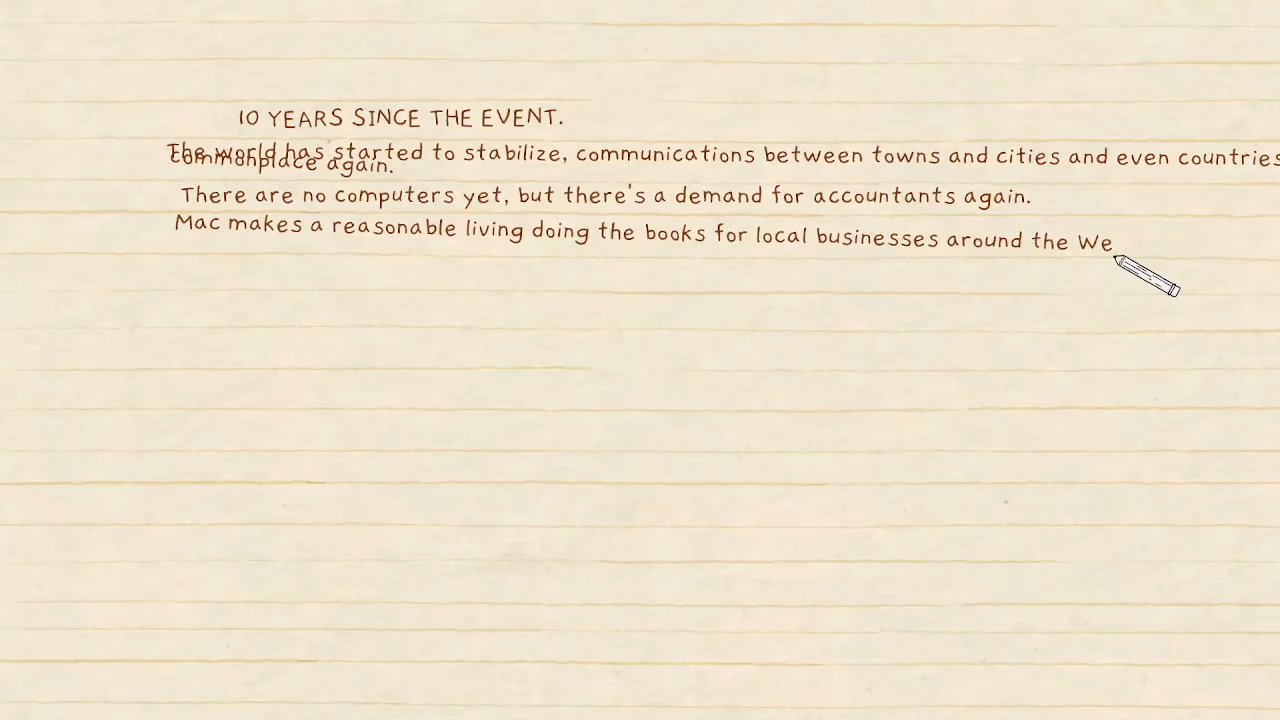 10 YEARS SINCE THE EVENT.
The world has started to stabilize, communications between towns and cities and even countries
commonplace again.
There are no computers yet, but there's a demand for accountants again.
Mac makes a reasonable living doing the books for local businesses around the We